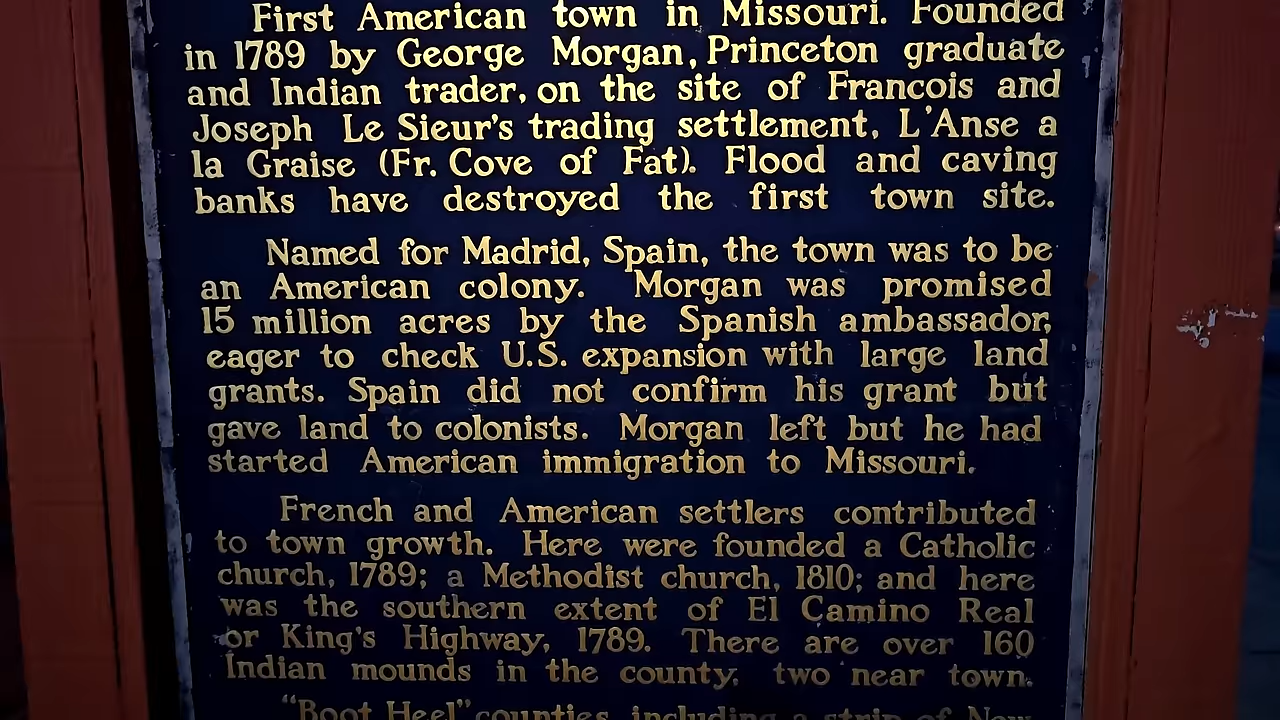 First American town in Missouri. Founded
in 1789 by George Morgan, Princeton graduate
and Indian trader, on the site of Francois and
Joseph Le Sieur's trading settlement, L'Anse a
la Graise (Fr. Cove of Fat). Flood and caving
banks have destroyed the first town site.
Named for Madrid, Spain, the town was to be
an American colony. Morgan was promised
15 million acres by the Spanish ambassador,
eager to check U.S. expansion with large land
grants. Spain did not confirm his grant but
gave land to colonists. Morgan left but he had
started American immigration to Missouri.
French and American settlers contributed
to town growth. Here were founded a Catholic
church, 1789; a Methodist church, 1810; and here
was the southern extent of El Camino Real
or King's Highway, 1789. There are over 160
Indian mounds in the county, two near town.
"Boot Heel" counties, including a strip of New